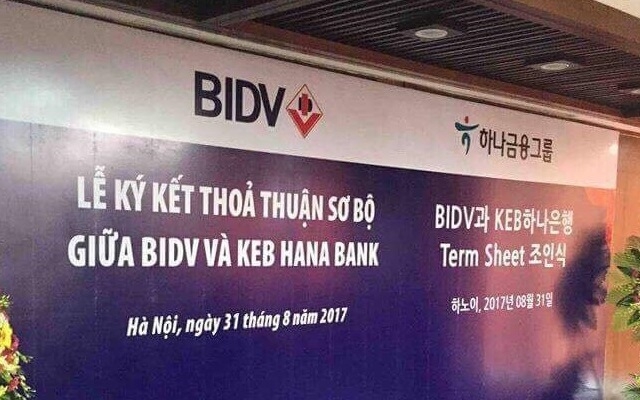 BIDV
하나금융그룹
LỄ KÝ KẾT THOẢ THUẬN SƠ BỘ
GIỮA BIDV VÀ KEB HANA BANK
Hà Nội, ngày 31 tháng 8 năm 2017
BIDV과 KEB하나은행
Term Sheet 조인식
하노이, 2017년 08월 31일